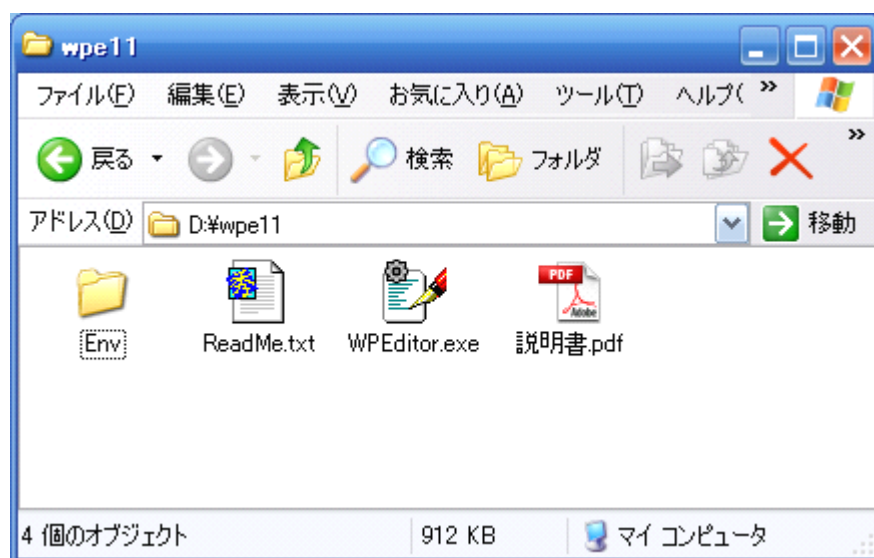 wpe11
ファイル(F) 編集(E) 表示(V) お気に入り(A) ツール(T) ヘルプ( »
戻る 検索 フォルダ »
アドレス(D) D:¥wpe11 移動
PDF
Adobe
Env ReadMe.txt WPEditor.exe 説明書.pdf
4 個のオブジェクト 912 KB マイ コンピュータ